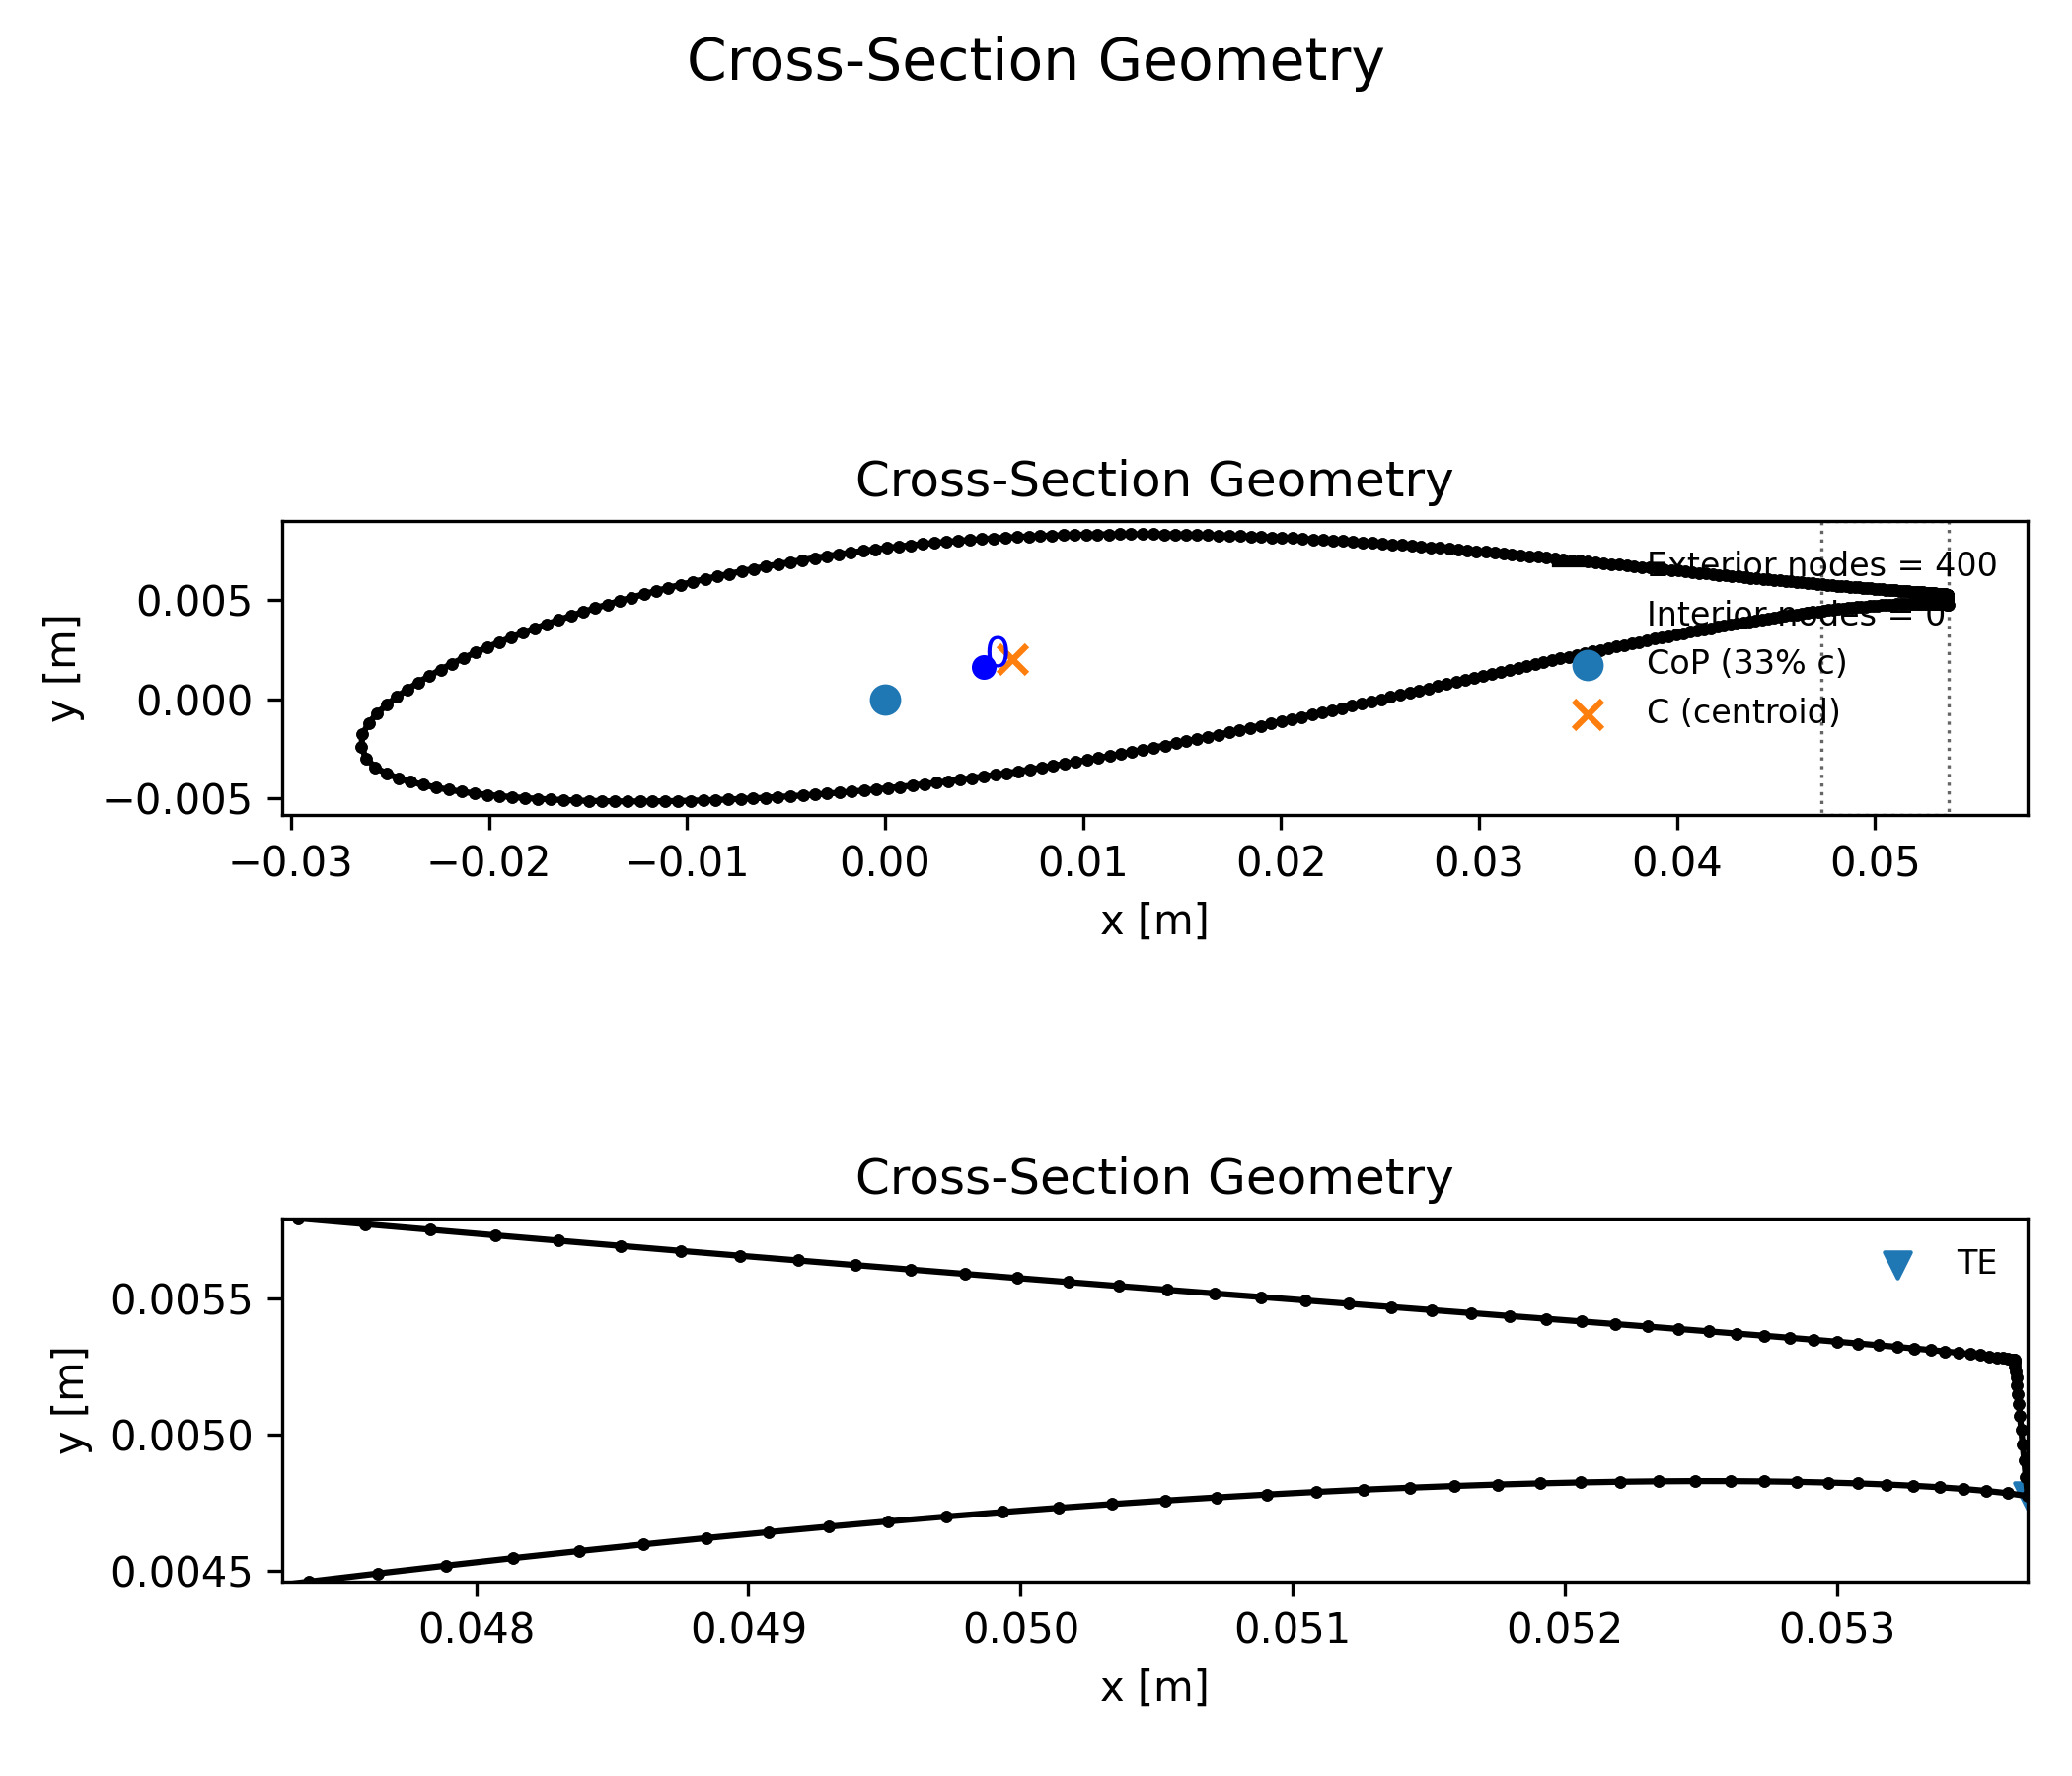 Cross-Section Geometry
Cross-Section Geometry
y [m]
0.005
0.000
−0.005
0
Exterior nodes = 400
Interior nodes = 0
CoP (33% c)
C (centroid)
−0.03 −0.02 −0.01 0.00 0.01 0.02 0.03 0.04 0.05
x [m]
Cross-Section Geometry
y [m]
0.0055
0.0050
0.0045
TE
0.048 0.049 0.050 0.051 0.052 0.053
x [m]